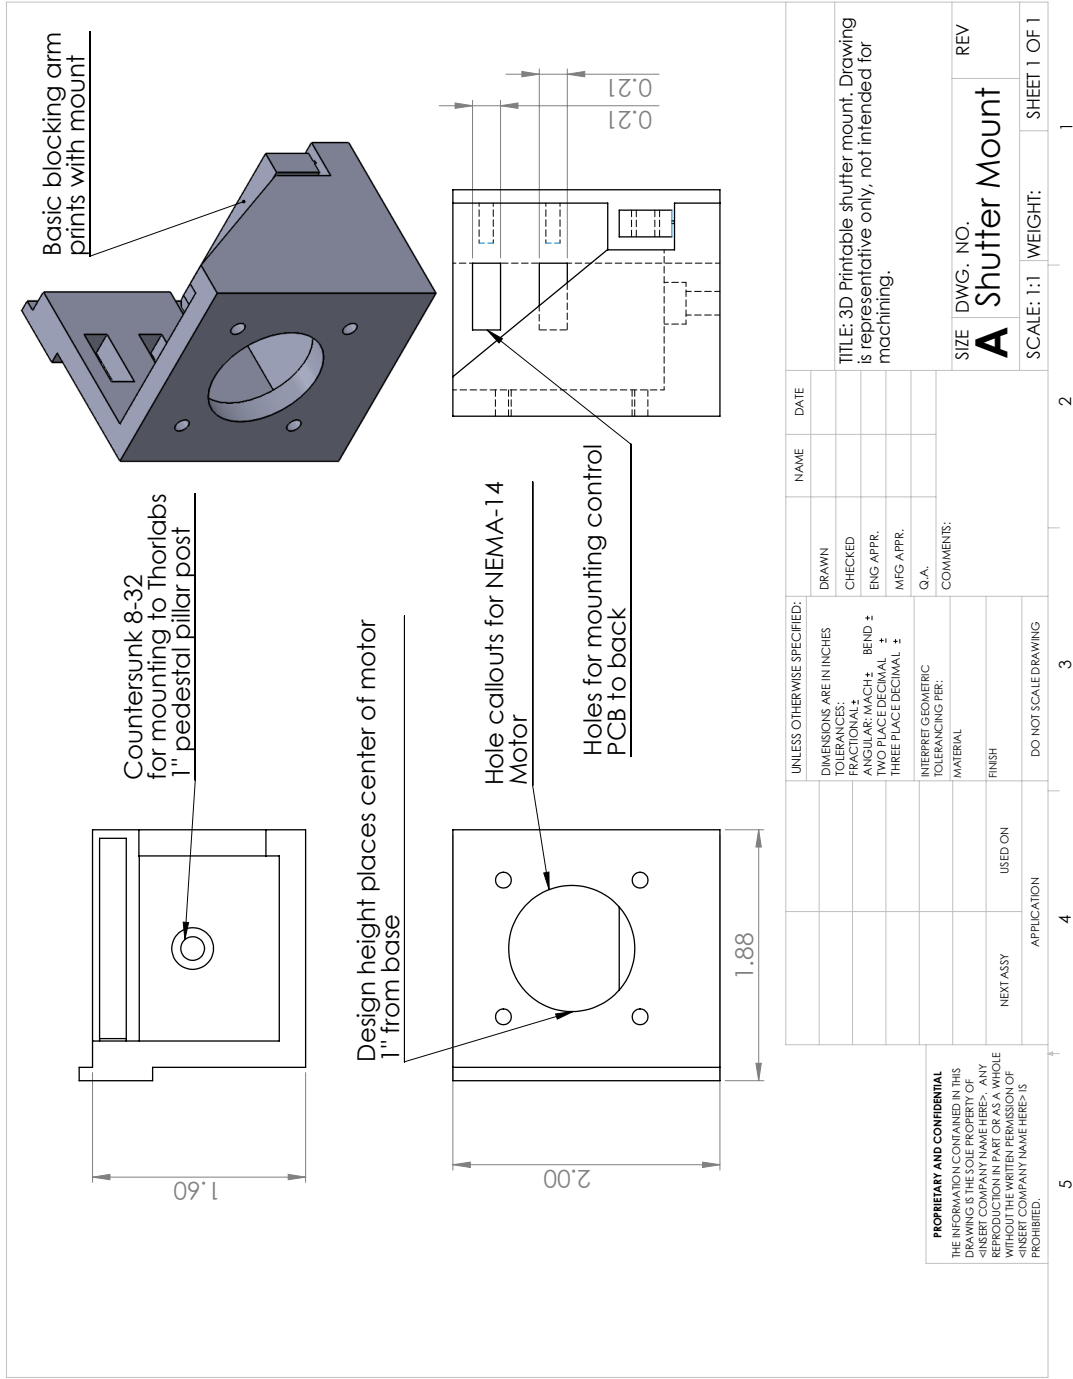 Countersunk 8-32
for mounting to Thorlabs
1" pedestal pillar post
Basic blocking arm
prints with mount
1.60
Design height places center of motor
1" from base
Hole callouts for NEMA-14
Motor
Holes for mounting control
PCB to back
2.00
1.88
0.21
0.21
PROPRIETARY AND CONFIDENTIAL
THE INFORMATION CONTAINED IN THIS
DRAWING IS THE SOLE PROPERTY OF
<INSERT COMPANY NAME HERE>. ANY
REPRODUCTION IN PART OR AS A WHOLE
WITHOUT THE WRITTEN PERMISSION OF
<INSERT COMPANY NAME HERE> IS
PROHIBITED.
NEXT ASSY
USED ON
APPLICATION
UNLESS OTHERWISE SPECIFIED:
DIMENSIONS ARE IN INCHES
TOLERANCES:
FRACTIONAL±
ANGULAR: MACH± BEND ±
TWO PLACE DECIMAL ±
THREE PLACE DECIMAL ±
INTERPRET GEOMETRIC
TOLERANCING PER:
MATERIAL
FINISH
DO NOT SCALE DRAWING
NAME
DATE
DRAWN
CHECKED
ENG APPR.
MFG APPR.
Q.A.
COMMENTS:
TITLE: 3D Printable shutter mount. Drawing
is representative only, not intended for
machining.
SIZE
A
DWG. NO.
Shutter Mount
REV
SCALE: 1:1
WEIGHT:
SHEET 1 OF 1
5
4
3
2
1